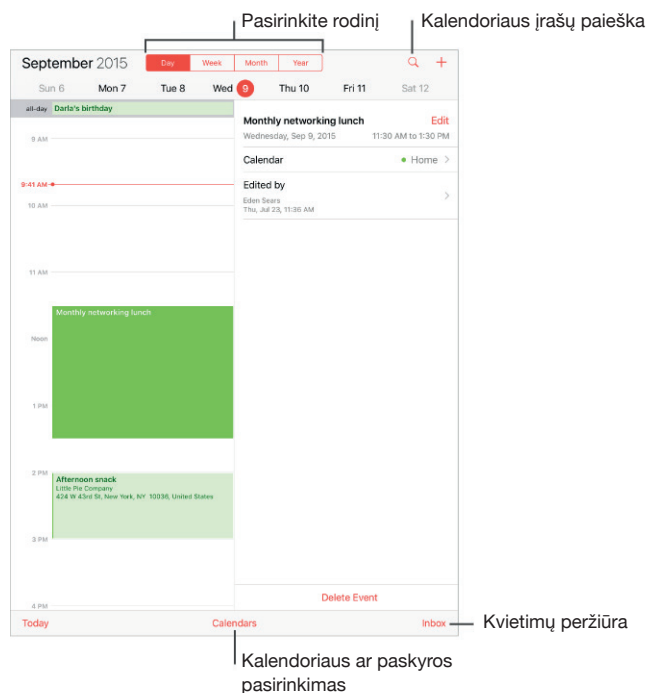 Pasirinkite rodinį
Kalendoriaus įrašų paieška
September 2015
Day Week Month Year
Sun 6 Mon 7 Tue 8 Wed 9 Thu 10 Fri 11 Sat 12
all-day Darla's birthday
Monthly networking lunch Edit
Wednesday, Sep 9, 2015 11:30 AM to 1:30 PM
9 AM
Calendar Home
9:41 AM
Edited by
Eden Sears
Thu, Jul 23, 11:36 AM
10 AM
11 AM
Monthly networking lunch
Noon
1 PM
2 PM
Afternoon snack
Little Pie Company
424 W 43rd St, New York, NY 10036, United States
3 PM
Delete Event
4 PM
Today Calendars Inbox
Kvietimų peržiūra
Kalendoriaus ar paskyros
pasirinkimas